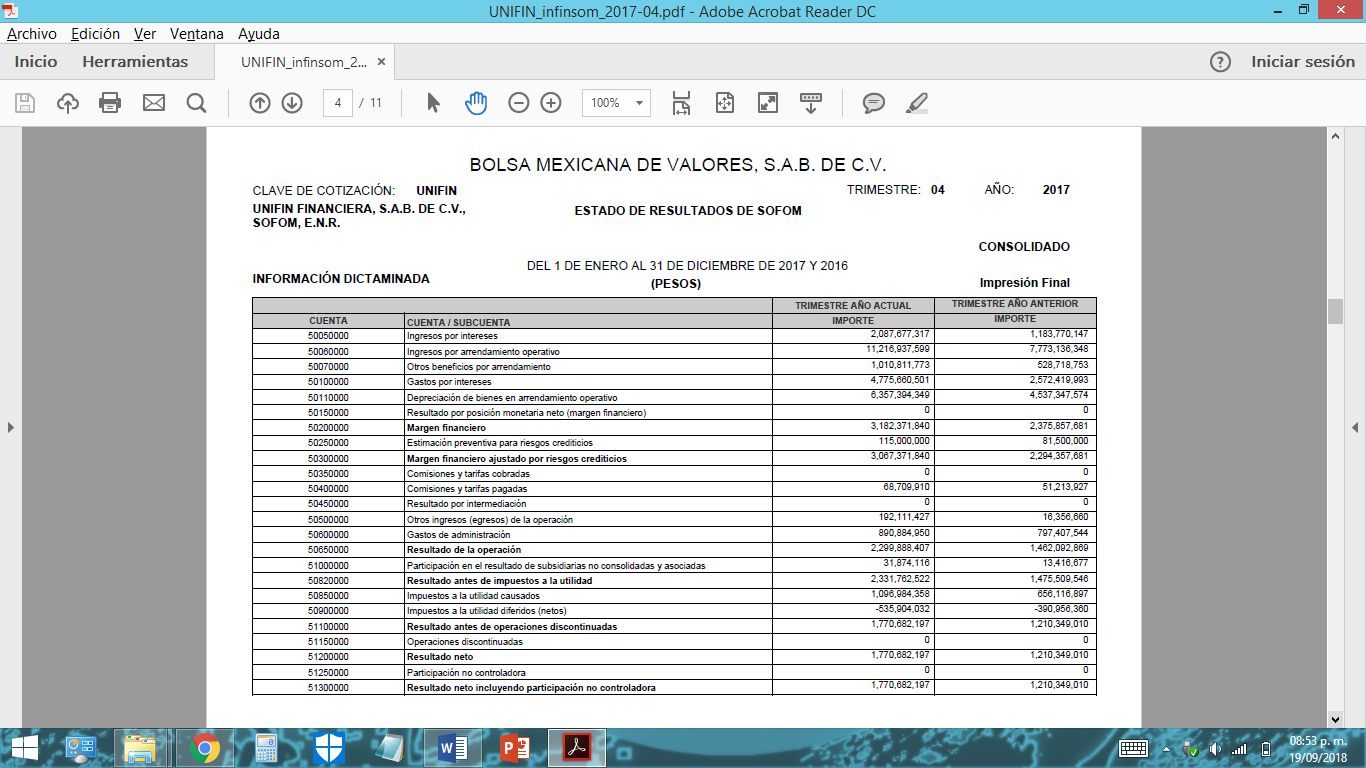 UNIFIN_infinsom_2017-04.pdf - Adobe Acrobat Reader DC
Archivo Edición Ver Ventana Ayuda
Inicio Herramientas UNIFIN_infinsom_2... × ? Iniciar sesión
4 / 11 100%
BOLSA MEXICANA DE VALORES, S.A.B. DE C.V.
CLAVE DE COTIZACIÓN: UNIFIN TRIMESTRE: 04 AÑO: 2017
UNIFIN FINANCIERA, S.A.B. DE C.V.,
SOFOM, E.N.R.
ESTADO DE RESULTADOS DE SOFOM
CONSOLIDADO
DEL 1 DE ENERO AL 31 DE DICIEMBRE DE 2017 Y 2016
INFORMACIÓN DICTAMINADA (PESOS) Impresión Final
TRIMESTRE AÑO ACTUAL TRIMESTRE AÑO ANTERIOR
CUENTA CUENTA / SUBCUENTA IMPORTE IMPORTE
50050000 Ingresos por intereses 2,087,677,317 1,183,770,147
50060000 Ingresos por arrendamiento operativo 11,216,937,599 7,773,136,348
50070000 Otros beneficios por arrendamiento 1,010,811,773 528,718,753
50100000 Gastos por intereses 4,775,660,501 2,572,419,993
50110000 Depreciación de bienes en arrendamiento operativo 6,357,394,349 4,537,347,574
50150000 Resultado por posición monetaria neto (margen financiero) 0 0
50200000 Margen financiero 3,182,371,840 2,375,857,681
50250000 Estimación preventiva para riesgos crediticios 115,000,000 81,500,000
50300000 Margen financiero ajustado por riesgos crediticios 3,067,371,840 2,294,357,681
50350000 Comisiones y tarifas cobradas 0 0
50400000 Comisiones y tarifas pagadas 68,709,910 51,213,927
50450000 Resultado por intermediación 0 0
50500000 Otros ingresos (egresos) de la operación 192,111,427 16,356,660
50600000 Gastos de administración 890,884,950 797,407,544
50650000 Resultado de la operación 2,299,888,407 1,462,092,869
51000000 Participación en el resultado de subsidiarias no consolidadas y asociadas 31,874,116 13,416,677
50820000 Resultado antes de impuestos a la utilidad 2,331,762,522 1,475,509,546
50850000 Impuestos a la utilidad causados 1,096,984,358 656,116,897
50900000 Impuestos a la utilidad diferidos (netos) -535,904,032 -390,956,360
51100000 Resultado antes de operaciones discontinuadas 1,770,682,197 1,210,349,010
51150000 Operaciones discontinuadas 0 0
51200000 Resultado neto 1,770,682,197 1,210,349,010
51250000 Participación no controladora 0 0
51300000 Resultado neto incluyendo participación no controladora 1,770,682,197 1,210,349,010
08:53 p. m.
19/09/2018